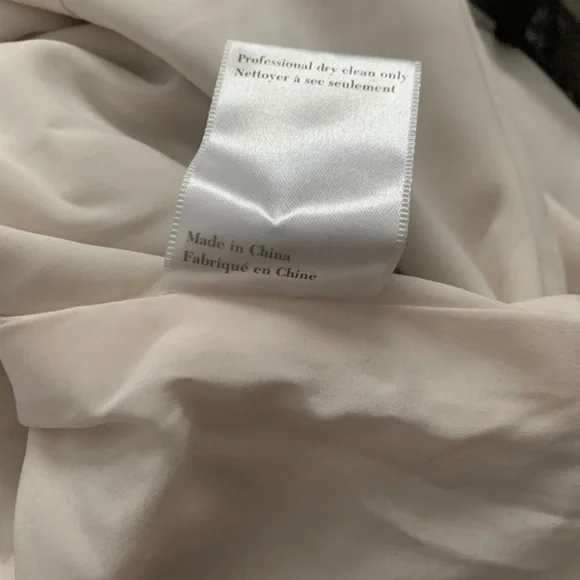 Professional dry clean only
Nettoyer à sec seulement
Made in China
Fabriqué en Chine